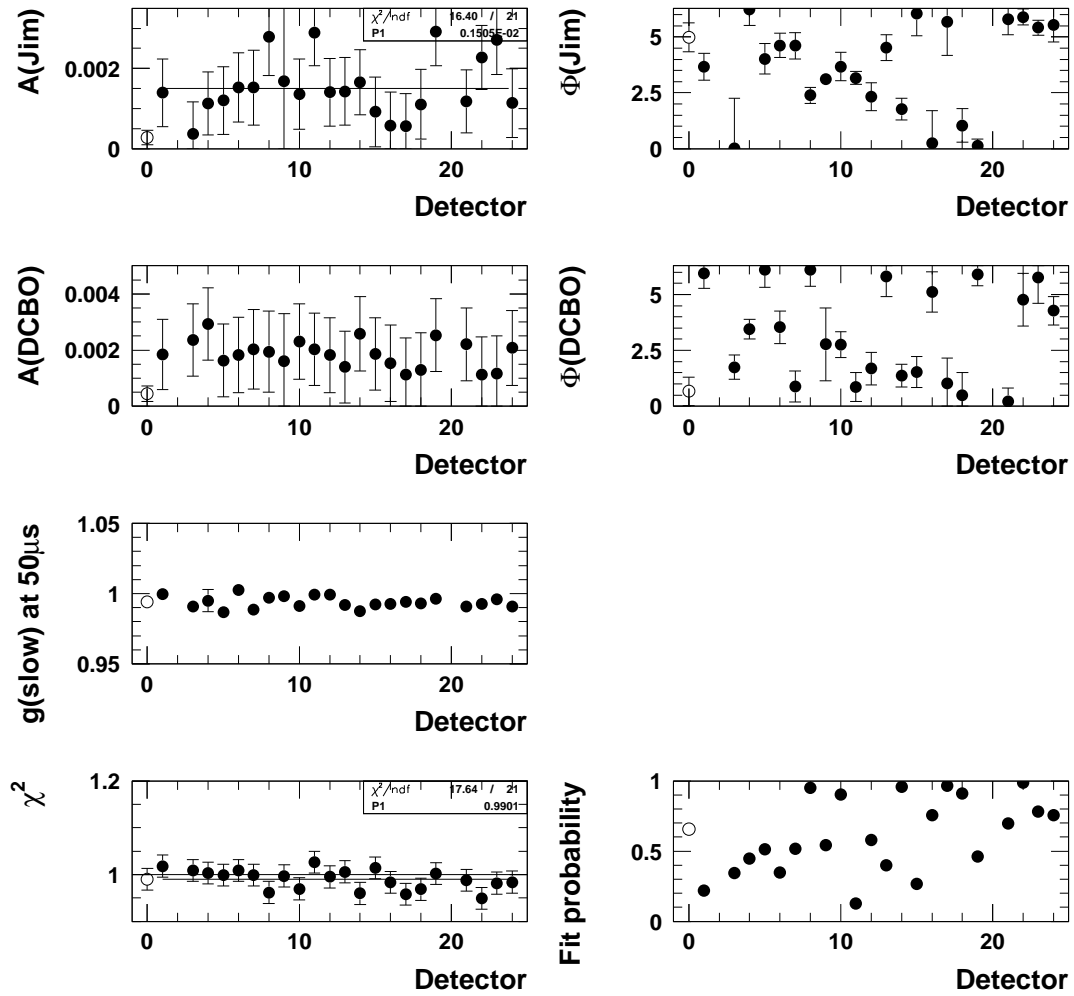 A(Jim)
χ²/ndf 16.40 / 21
P1 0.1505E-02
0.002
0
0 10 20
Detector
Φ(Jim)
5
2.5
0
0 10 20
Detector
A(DCBO)
0.004
0.002
0
0 10 20
Detector
Φ(DCBO)
5
2.5
0
0 10 20
Detector
g(slow) at 50μs
1.05
1
0.95
0 10 20
Detector
χ²
χ²/ndf 17.64 / 21
P1 0.9901
1.2
1
0 10 20
Detector
Fit probability
1
0.5
0
0 10 20
Detector